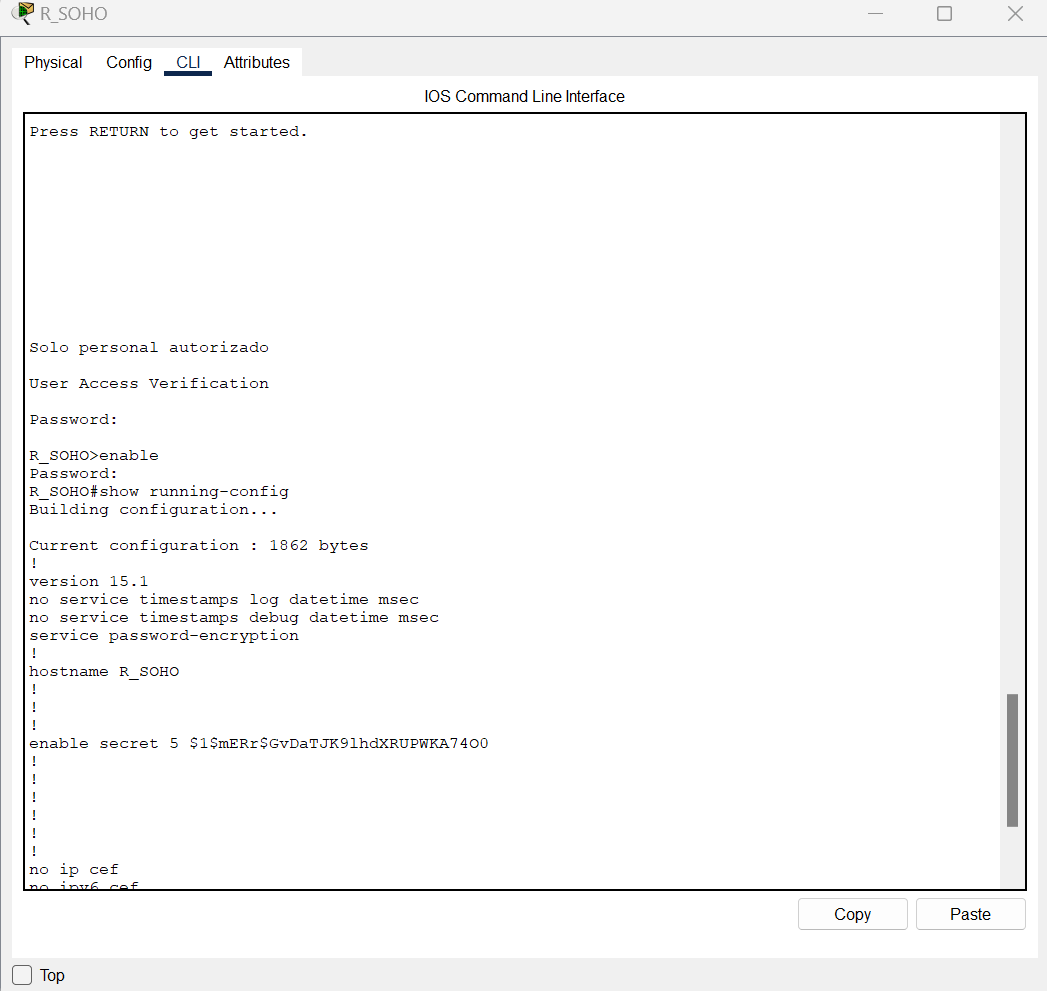 R_SOHO
Physical Config CLI Attributes
IOS Command Line Interface
Press RETURN to get started.
Solo personal autorizado
User Access Verification
Password:
R_SOHO>enable
Password:
R_SOHO#show running-config
Building configuration...
Current configuration : 1862 bytes
!
version 15.1
no service timestamps log datetime msec
no service timestamps debug datetime msec
service password-encryption
!
hostname R_SOHO
!
!
!
enable secret 5 $1$mERr$GvDaTJK9lhdXRUPWKA74O0
!
!
!
!
!
!
no ip cef
no ipv6 cef
Copy Paste
Top